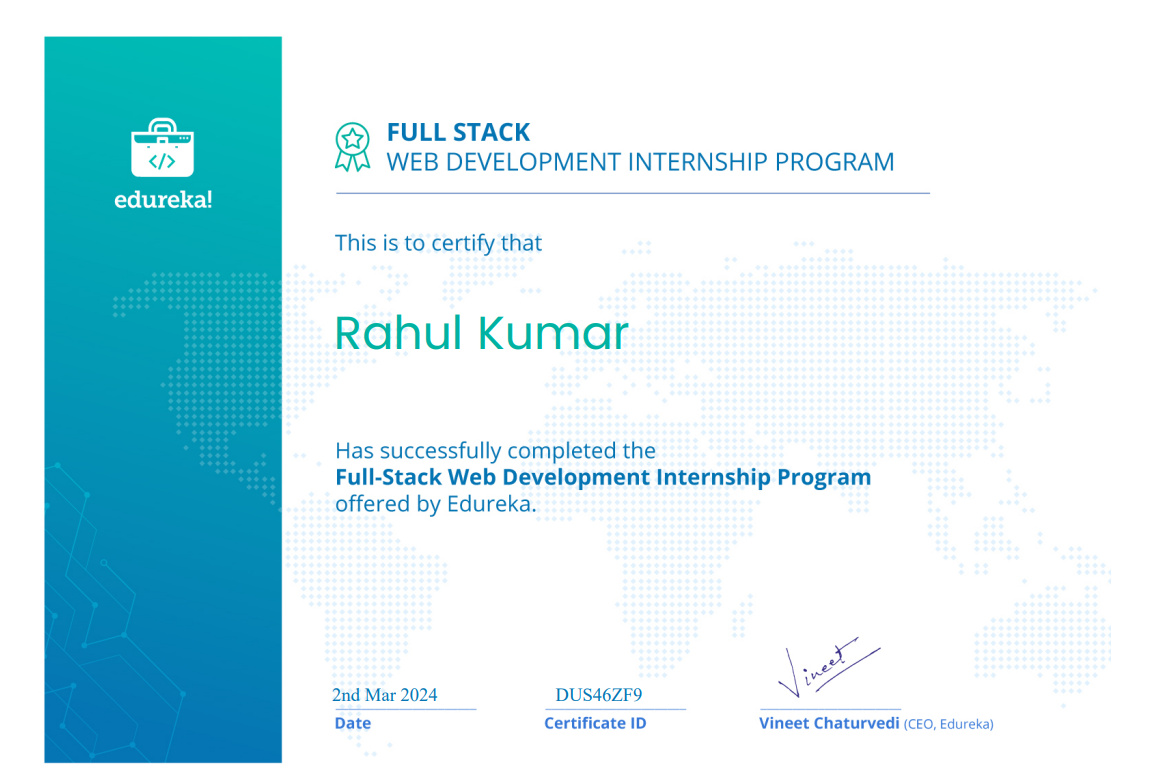 edureka!
FULL STACK
WEB DEVELOPMENT INTERNSHIP PROGRAM
This is to certify that
Rahul Kumar
Has successfully completed the
Full-Stack Web Development Internship Program
offered by Edureka.
Vineet
2nd Mar 2024
DUS46ZF9
Date
Certificate ID
Vineet Chaturvedi (CEO, Edureka)